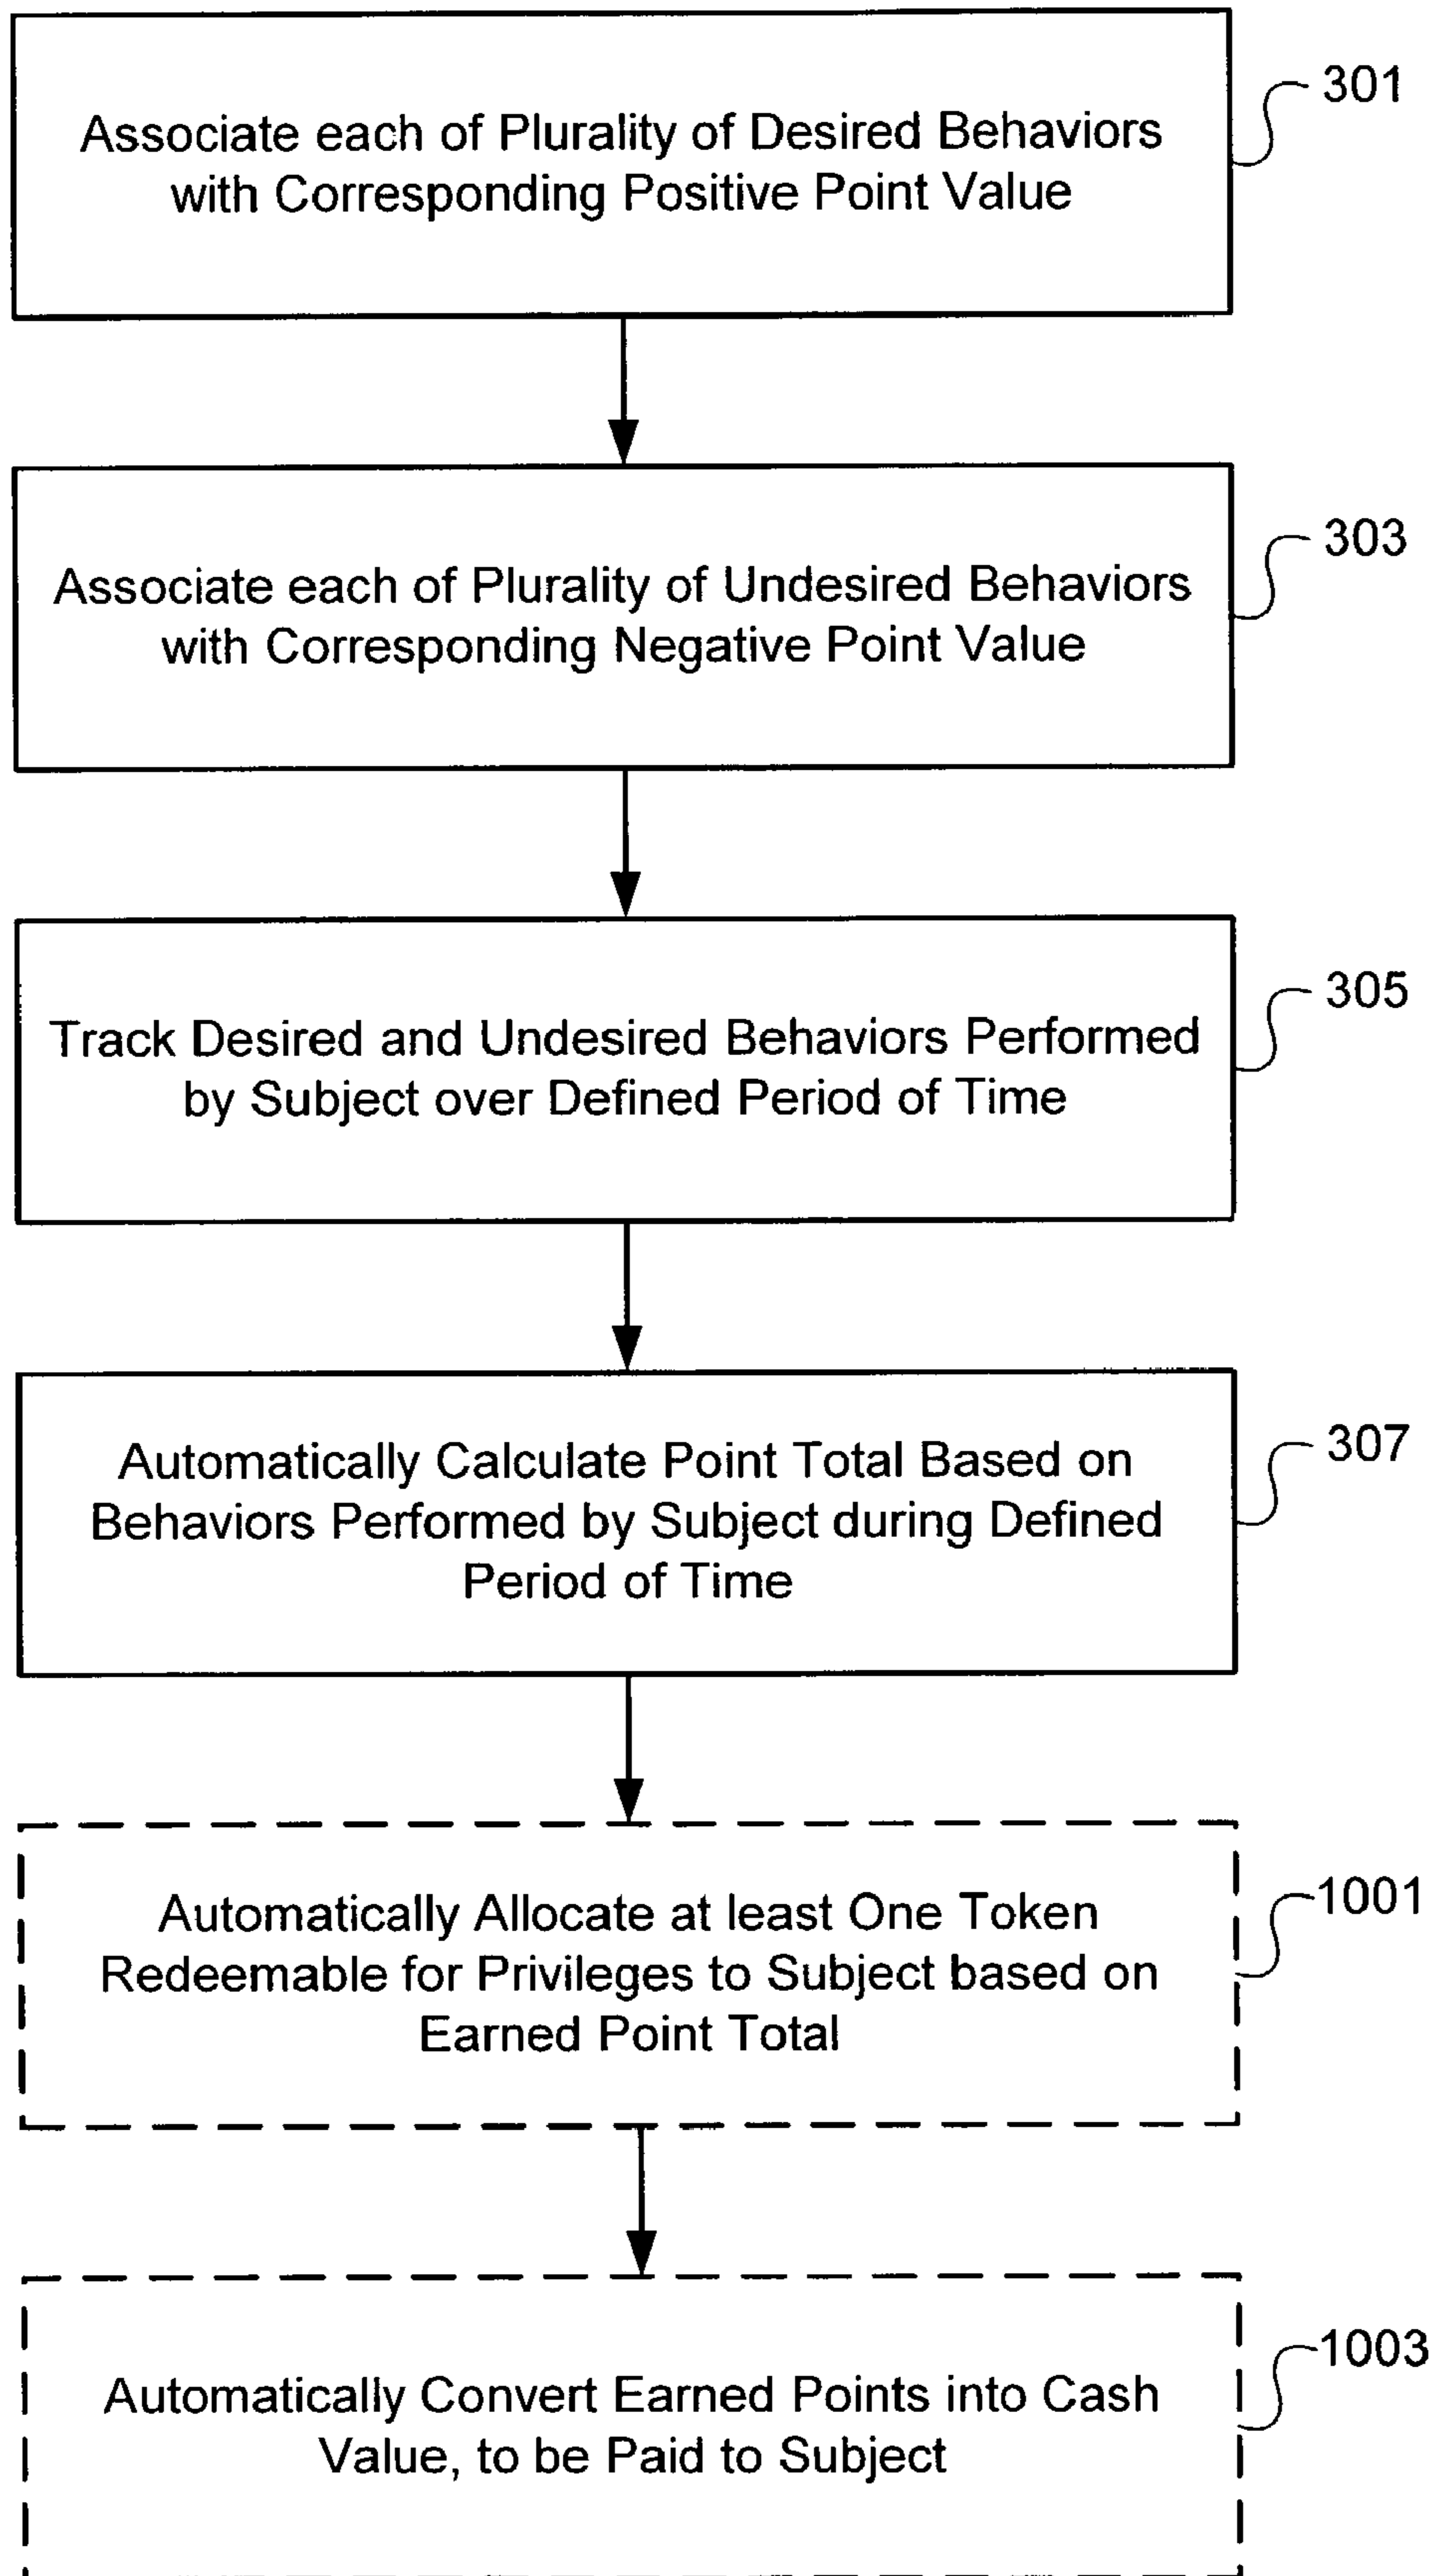 Associate each of Plurality of Desired Behaviors
with Corresponding Positive Point Value
301
Associate each of Plurality of Undesired Behaviors
with Corresponding Negative Point Value
303
Track Desired and Undesired Behaviors Performed
by Subject over Defined Period of Time
305
Automatically Calculate Point Total Based on
Behaviors Performed by Subject during Defined
Period of Time
307
Automatically Allocate at least One Token
Redeemable for Privileges to Subject based on
Earned Point Total
1001
Automatically Convert Earned Points into Cash
Value, to be Paid to Subject
1003